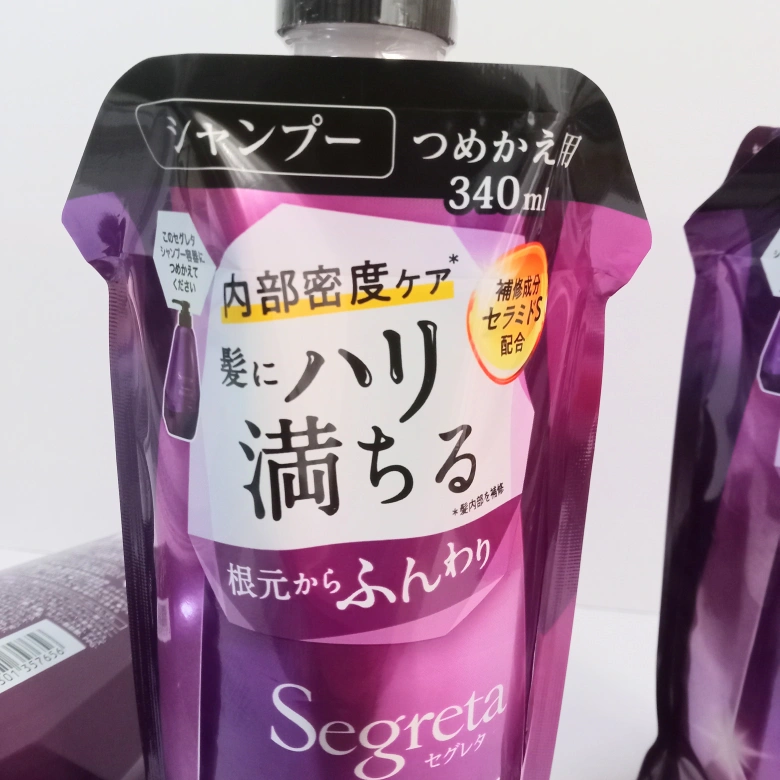 シャンプー つめかえ用
340ml
このセグレタ
シャンプー容器に
つめかえて
ください
内部密度ケア*
補修成分
セラミドS
配合
髪にハリ
満ちる
*髪内部を補修
根元からふんわり
Segreta
セグレタ
301 357656